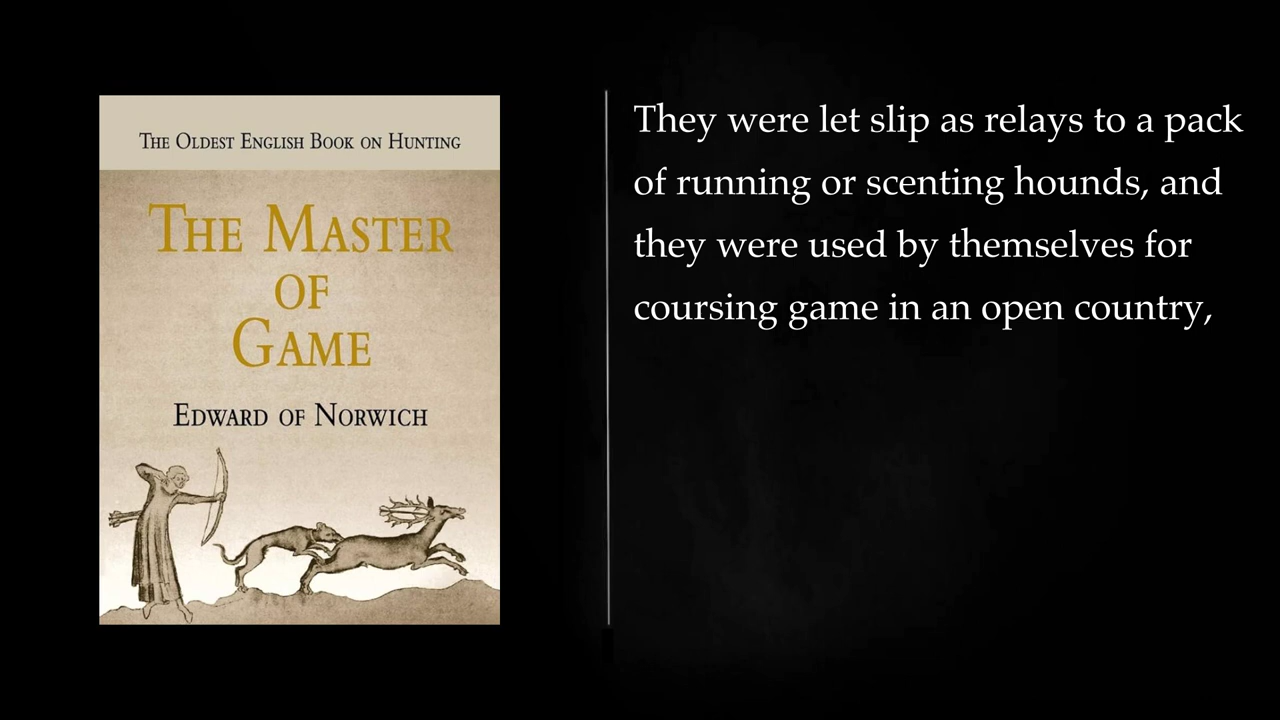 The Oldest English Book on Hunting
The Master
of
Game
Edward of Norwich
They were let slip as relays to a pack
of running or scenting hounds, and
they were used by themselves for
coursing game in an open country,